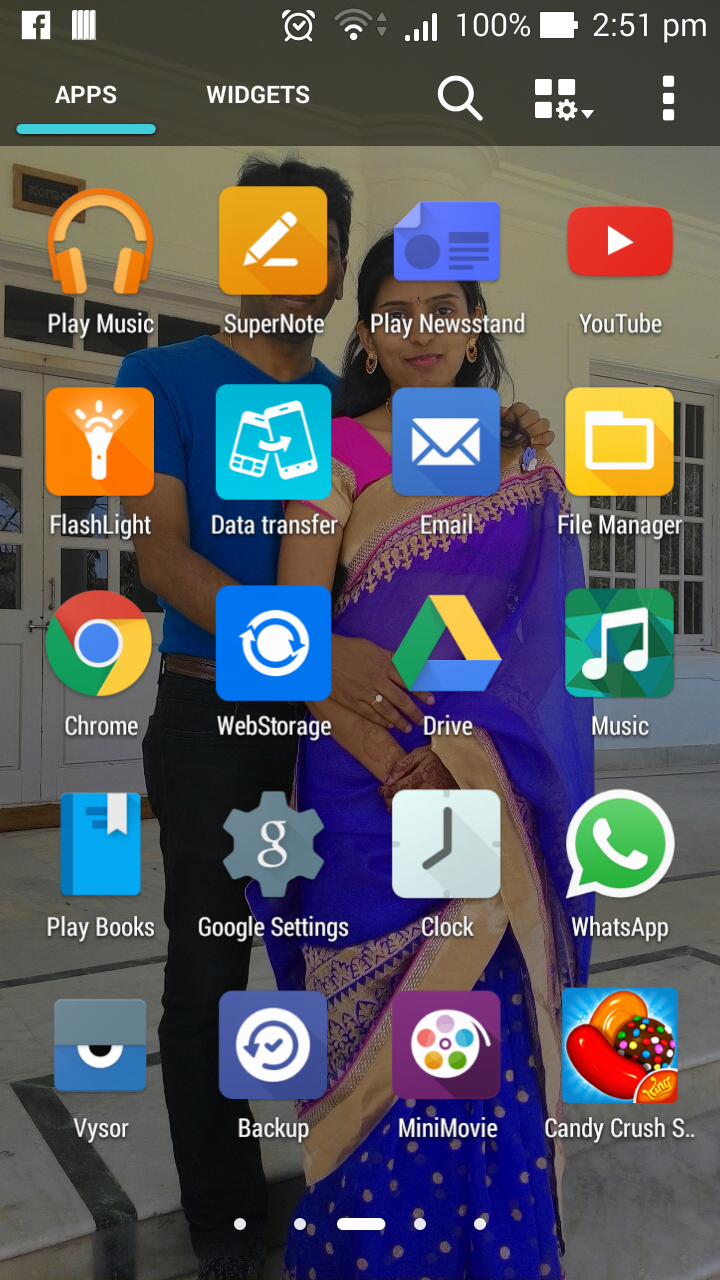 100% 2:51 pm
APPS WIDGETS
Play Music SuperNote Play Newsstand YouTube
FlashLight Data transfer Email File Manager
Chrome WebStorage Drive Music
g
Play Books Google Settings Clock WhatsApp
King
Vysor Backup MiniMovie Candy Crush S..